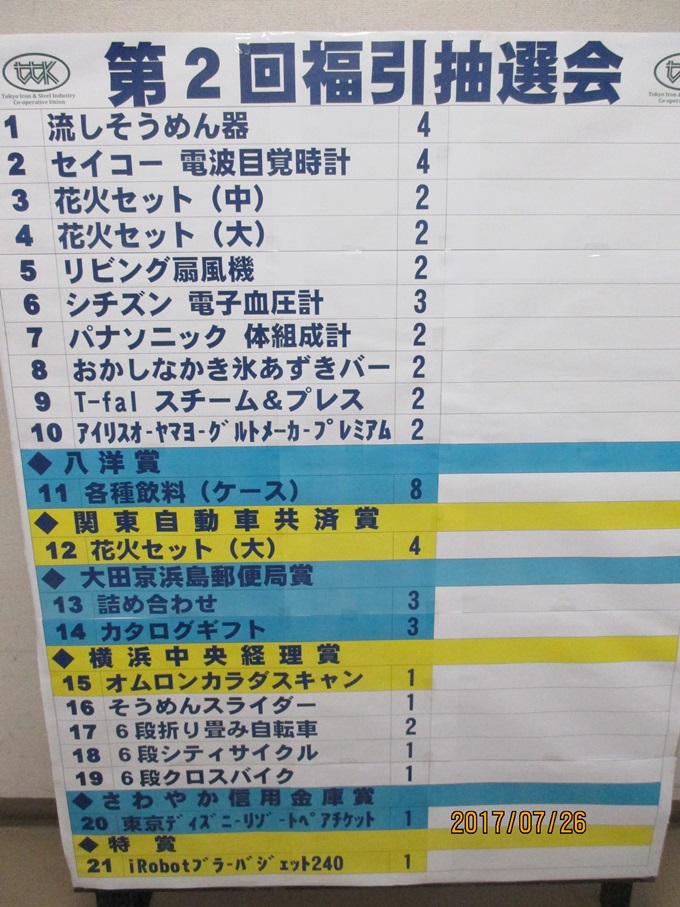 第2回福引抽選会
Tokyo Iron & Steel Industry
Co-operative Union
1 流しそうめん器 4
2 セイコー 電波目覚時計 4
3 花火セット（中） 2
4 花火セット（大） 2
5 リビング扇風機 2
6 シチズン 電子血圧計 3
7 パナソニック 体組成計 2
8 おかしなかき氷あずきバー 2
9 T-fal スチーム＆プレス 2
10 ｱｲﾘｽｵｰﾔﾏﾖｰｸﾞﾙﾄﾒｰｶｰﾌﾟﾚﾐｱﾑ 2
◆ 八洋賞
11 各種飲料（ケース） 8
◆ 関東自動車共済賞
12 花火セット（大） 4
◆ 大田京浜島郵便局賞
13 詰め合わせ 3
14 カタログギフト 3
◆ 横浜中央経理賞
15 オムロンカラダスキャン 1
16 そうめんスライダー 1
17 6段折り畳み自転車 2
18 6段シティサイクル 1
19 6段クロスバイク 1
◆ さわやか信用金庫賞
20 東京ﾃﾞｨｽﾞﾆｰﾘｿﾞｰﾄﾍﾟｱﾁｹｯﾄ 1
◆ 特賞
21 iRobotﾌﾞﾗｰﾊﾞｼﾞｪｯﾄ240 1
2017/07/26